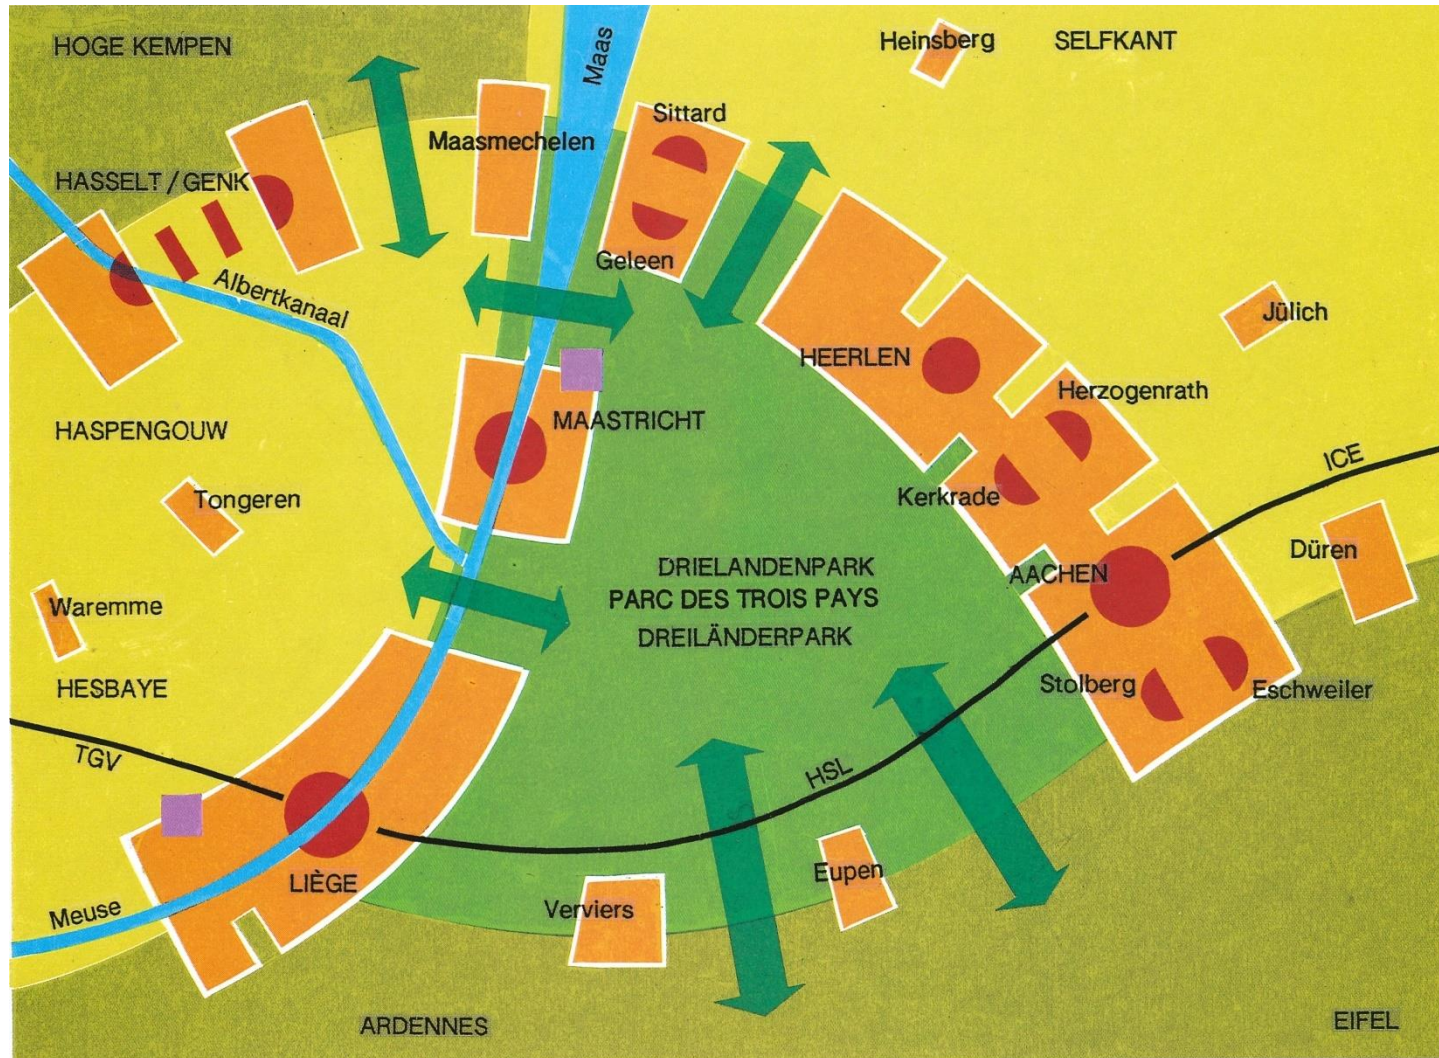 HOGE KEMPEN
Maas
Heinsberg
SELFKANT
Sittard
Maasmechelen
HASSELT / GENK
Geleen
Albertkanaal
Jülich
HEERLEN
Herzogenrath
HASPENGOUW
MAASTRICHT
ICE
Tongeren
Kerkrade
Düren
DRIELANDENPARK
PARC DES TROIS PAYS
DREILÄNDERPARK
AACHEN
Waremme
HESBAYE
Stolberg
Eschweiler
TGV
HSL
LIÈGE
Eupen
Meuse
Verviers
ARDENNES
EIFEL